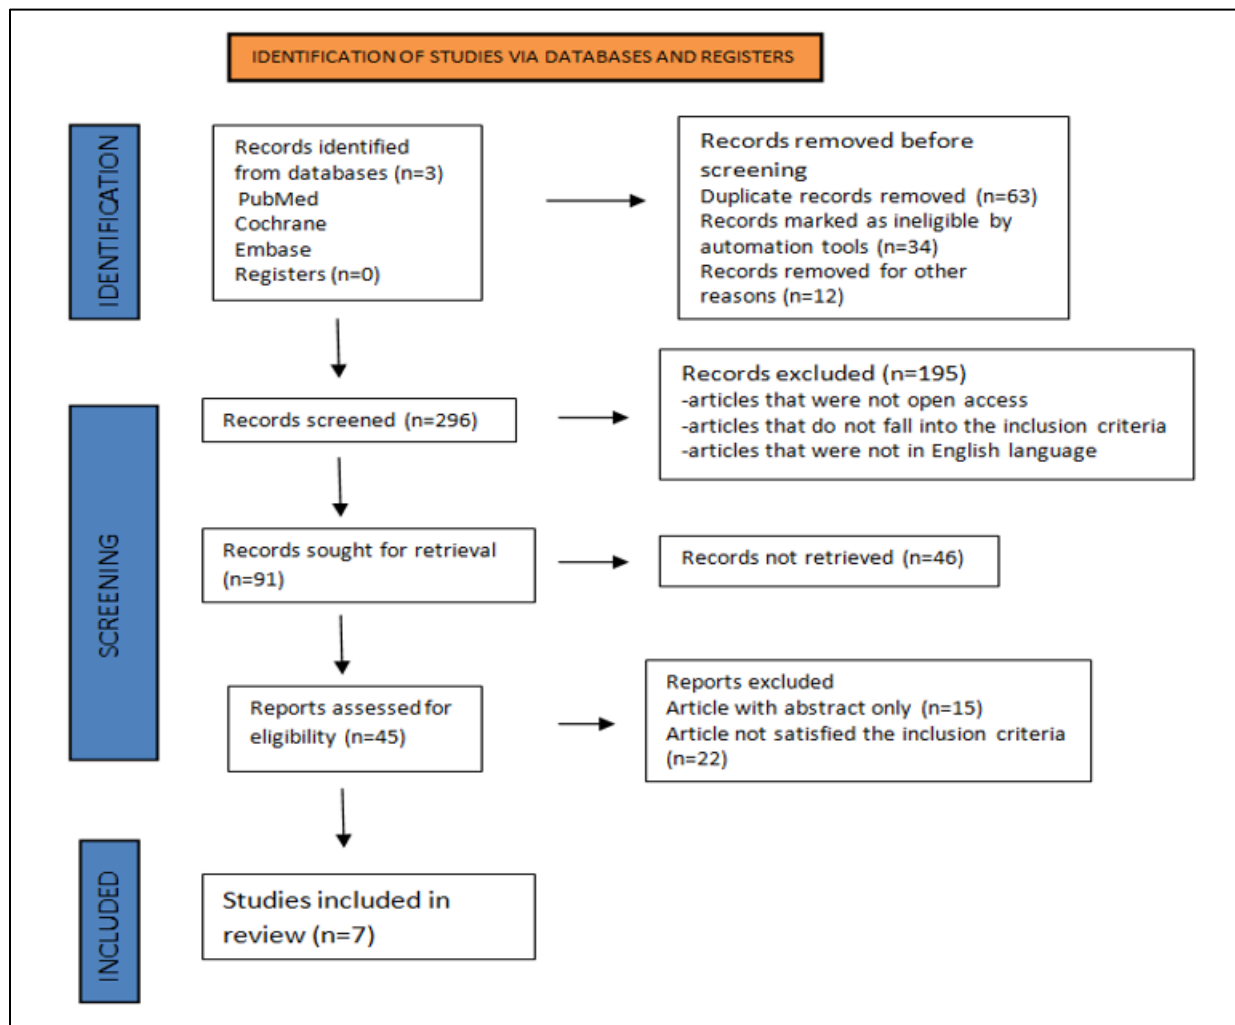 IDENTIFICATION OF STUDIES VIA DATABASES AND REGISTERS
IDENTIFICATION
Records identified
from databases (n=3)
PubMed
Cochrane
Embase
Registers (n=0)
Records removed before
screening
Duplicate records removed (n=63)
Records marked as ineligible by
automation tools (n=34)
Records removed for other
reasons (n=12)
SCREENING
Records screened (n=296)
Records excluded (n=195)
-articles that were not open access
-articles that do not fall into the inclusion criteria
-articles that were not in English language
Records sought for retrieval
(n=91)
Records not retrieved (n=46)
Reports assessed for
eligibility (n=45)
Reports excluded
Article with abstract only (n=15)
Article not satisfied the inclusion criteria
(n=22)
INCLUDED
Studies included in
review (n=7)